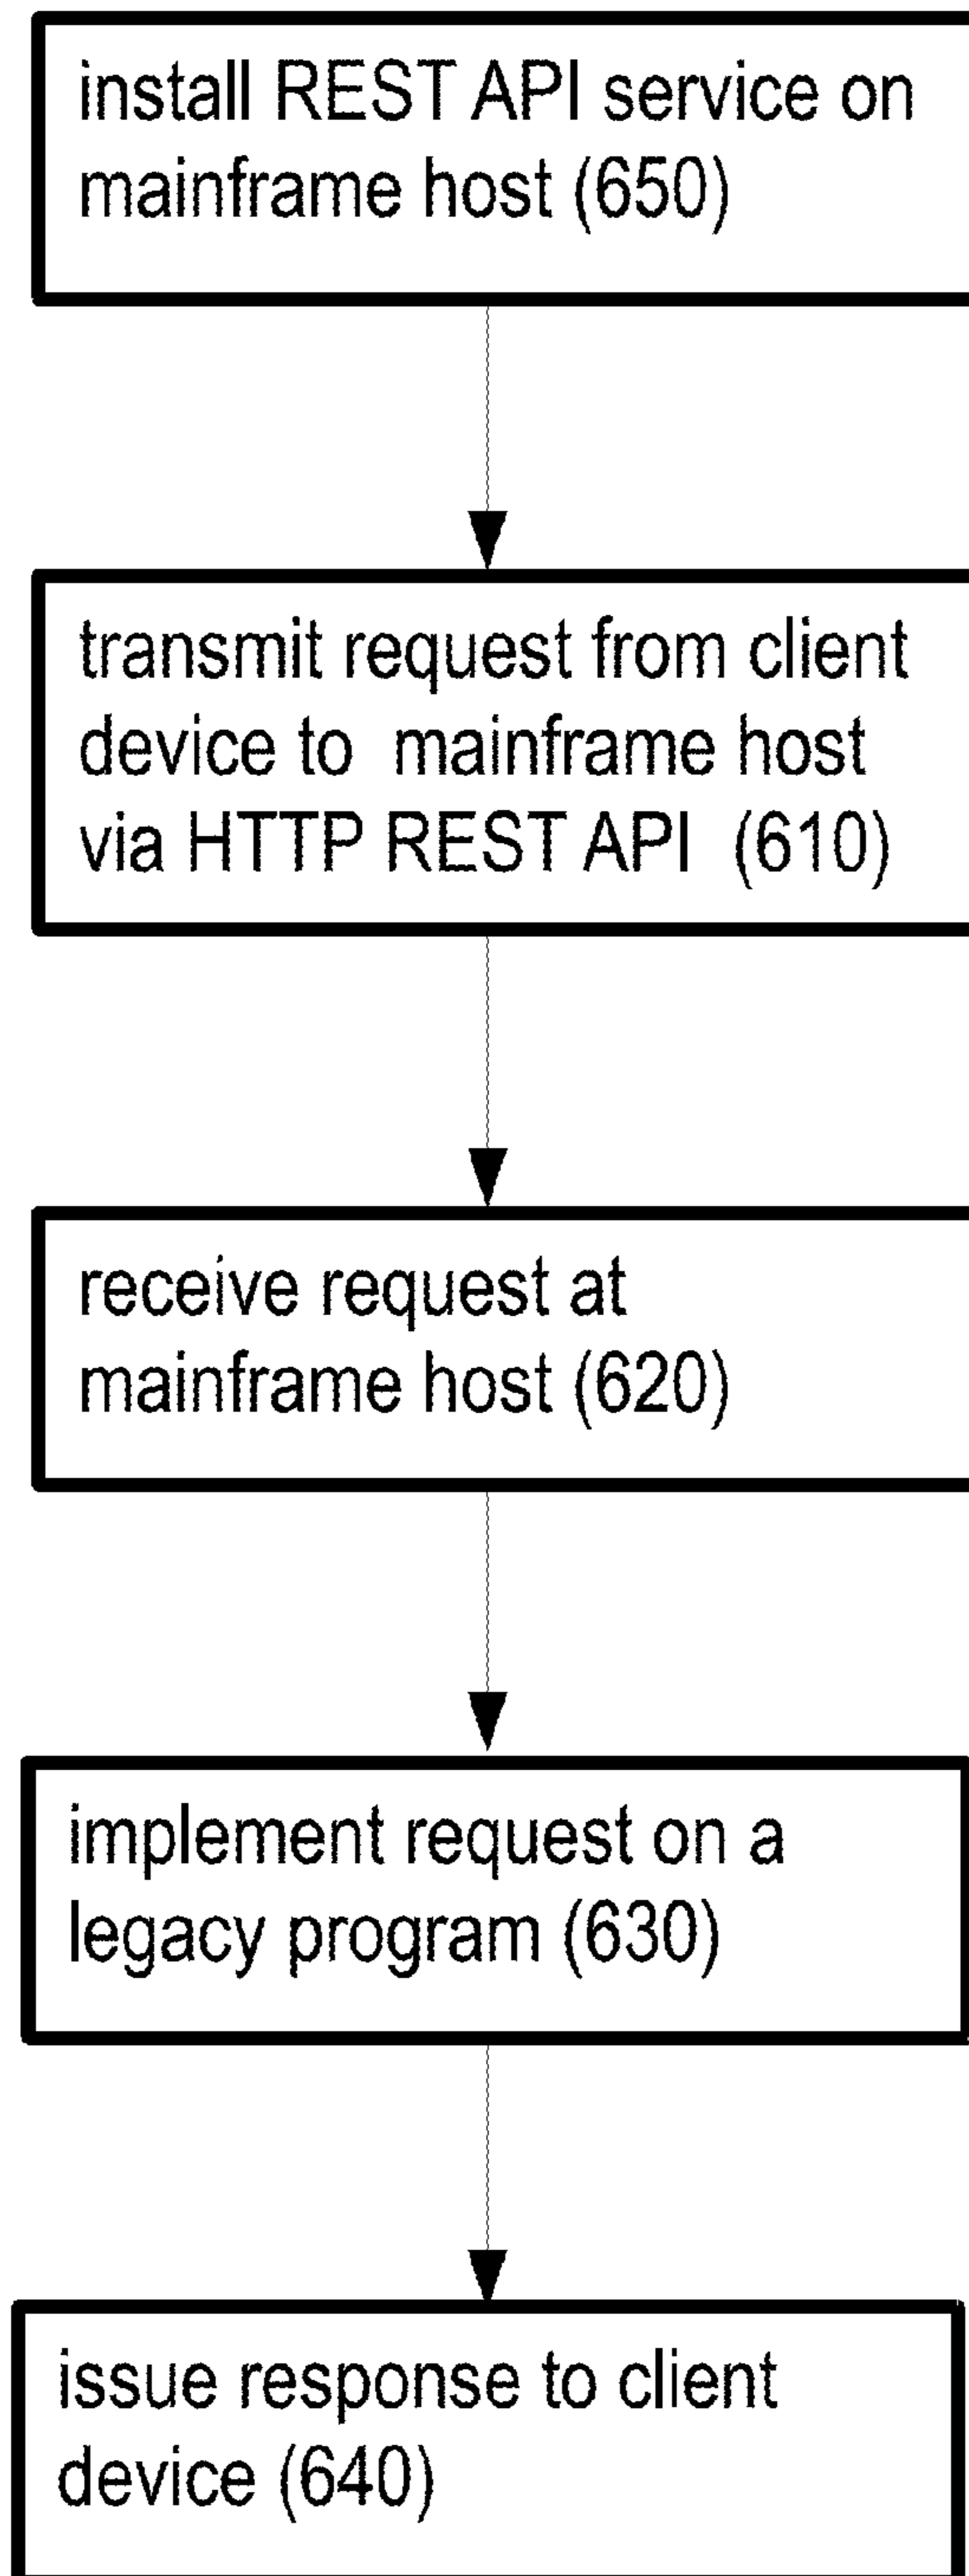 install REST API service on
mainframe host (650)
transmit request from client
device to mainframe host
via HTTP REST API (610)
receive request at
mainframe host (620)
implement request on a
legacy program (630)
issue response to client
device (640)